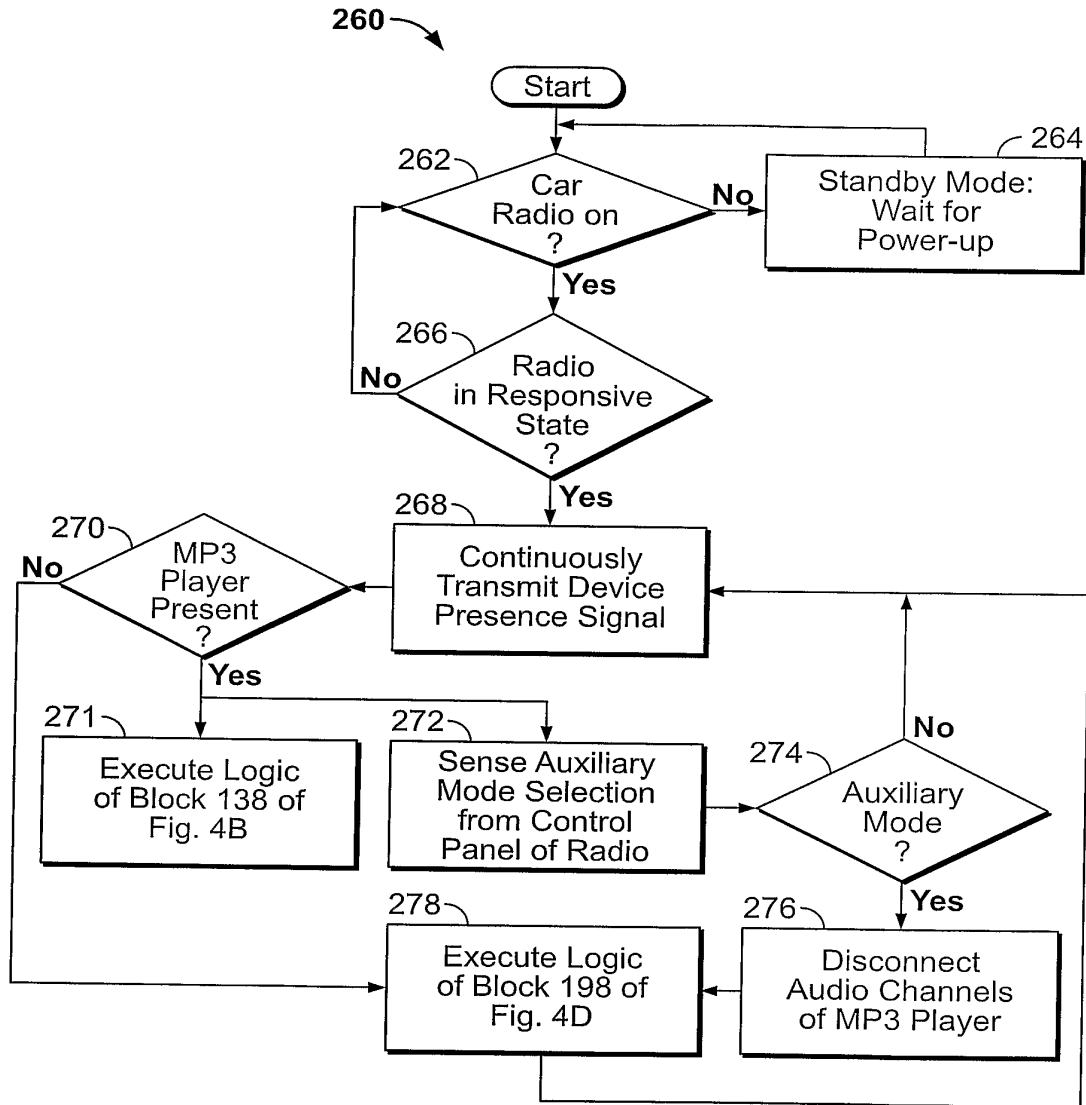 260
Start
262
Car
Radio on
?
No
264
Standby Mode:
Wait for
Power-up
Yes
266
No
Radio
in Responsive
State
?
Yes
268
Continuously
Transmit Device
Presence Signal
270
No
MP3
Player
Present
?
Yes
271
Execute Logic
of Block 138 of
Fig. 4B
272
Sense Auxiliary
Mode Selection
from Control
Panel of Radio
No
274
Auxiliary
Mode
?
Yes
276
Disconnect
Audio Channels
of MP3 Player
278
Execute Logic
of Block 198 of
Fig. 4D